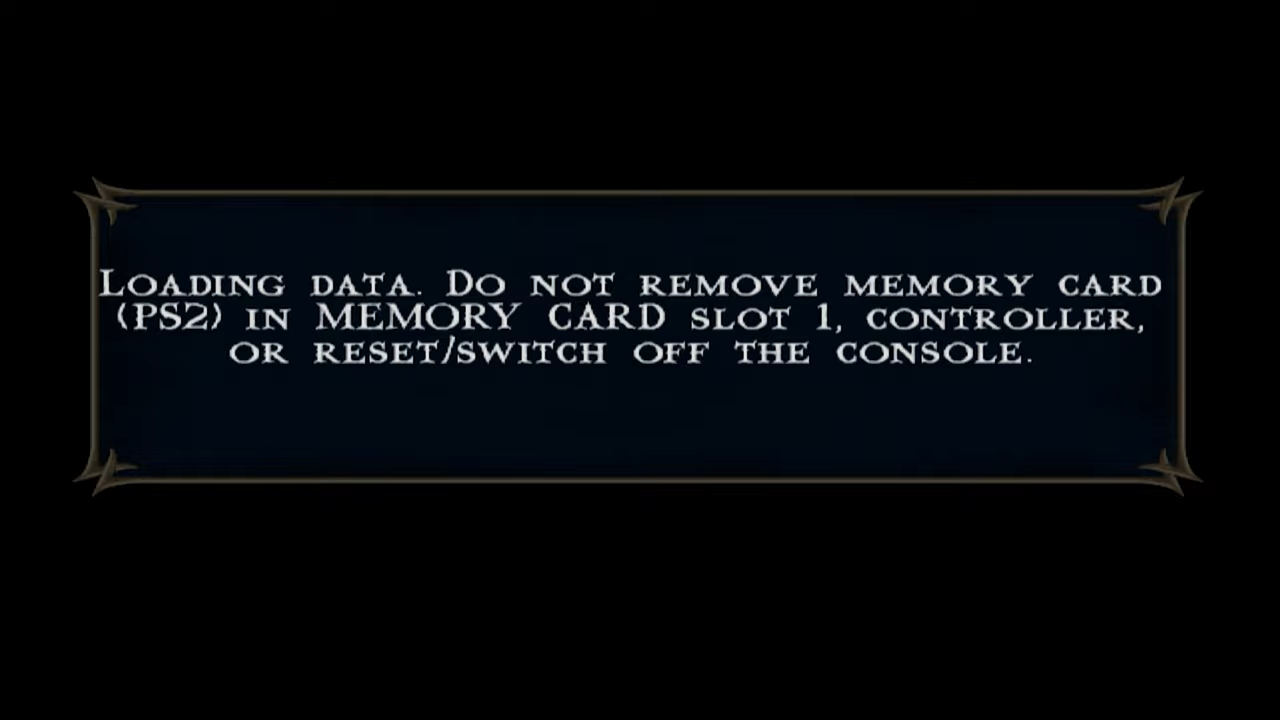 Loading data. Do not remove memory card
(PS2) in MEMORY CARD slot 1, controller,
or reset/switch off the console.